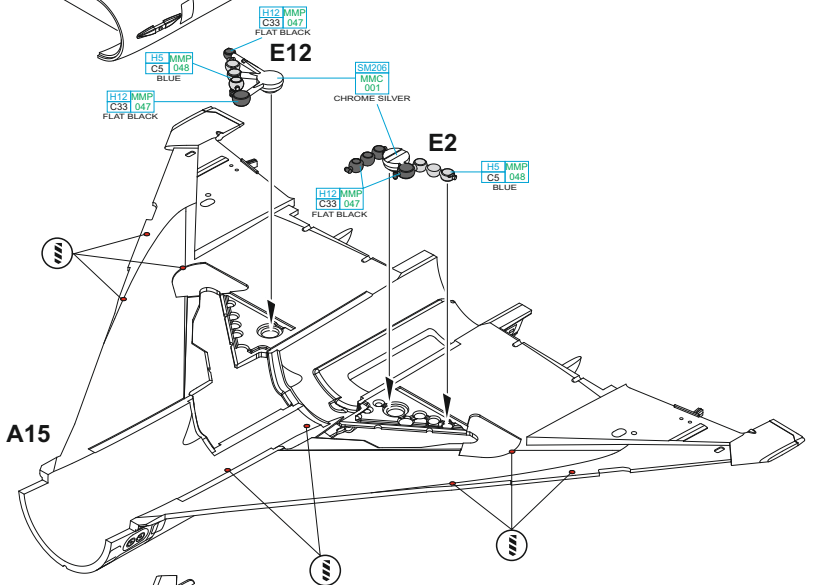 H12 MMP
C33 047
FLAT BLACK
E12
H5 MMP
C5 048
BLUE
SM206
MMC
001
CHROME SILVER
H12 MMP
C33 047
FLAT BLACK
E2
H5 MMP
C5 048
BLUE
H12 MMP
C33 047
FLAT BLACK
A15